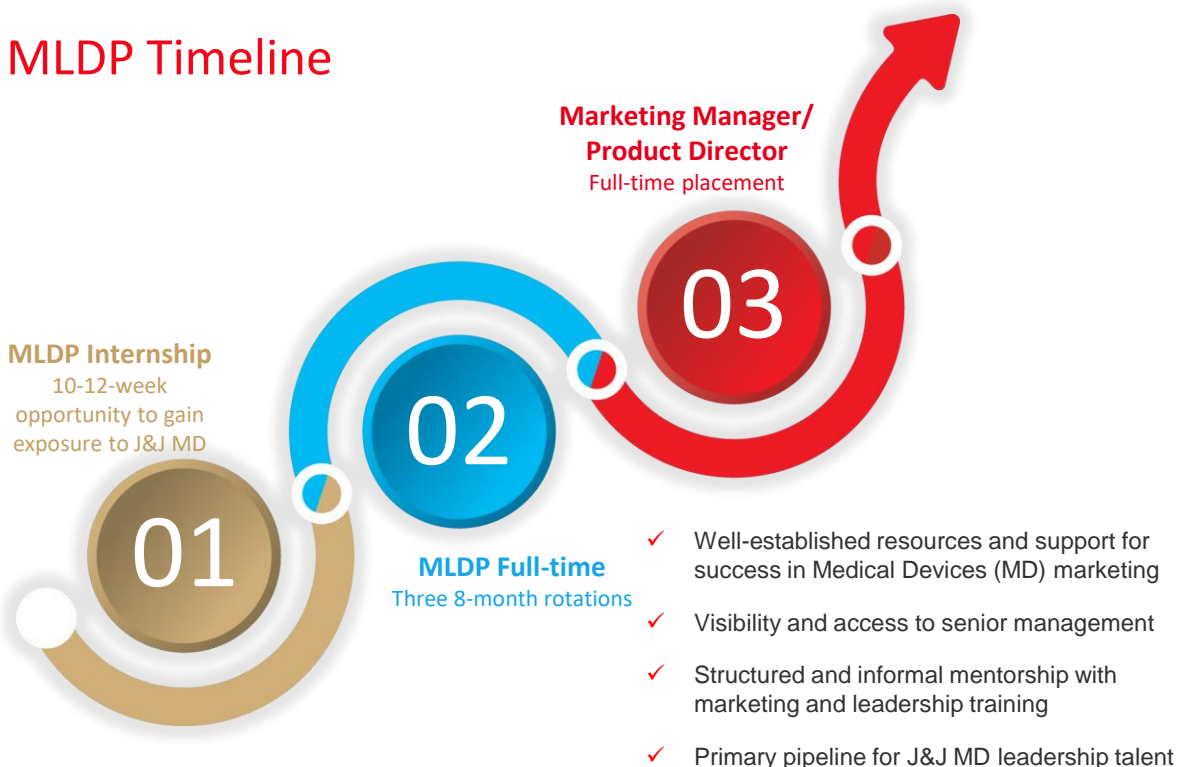 MLDP Timeline
Marketing Manager/
Product Director
Full-time placement
03
MLDP Internship
10-12-week
opportunity to gain
exposure to J&J MD
01
02
MLDP Full-time
Three 8-month rotations
✓ Well-established resources and support for
success in Medical Devices (MD) marketing
✓ Visibility and access to senior management
✓ Structured and informal mentorship with
marketing and leadership training
✓ Primary pipeline for J&J MD leadership talent